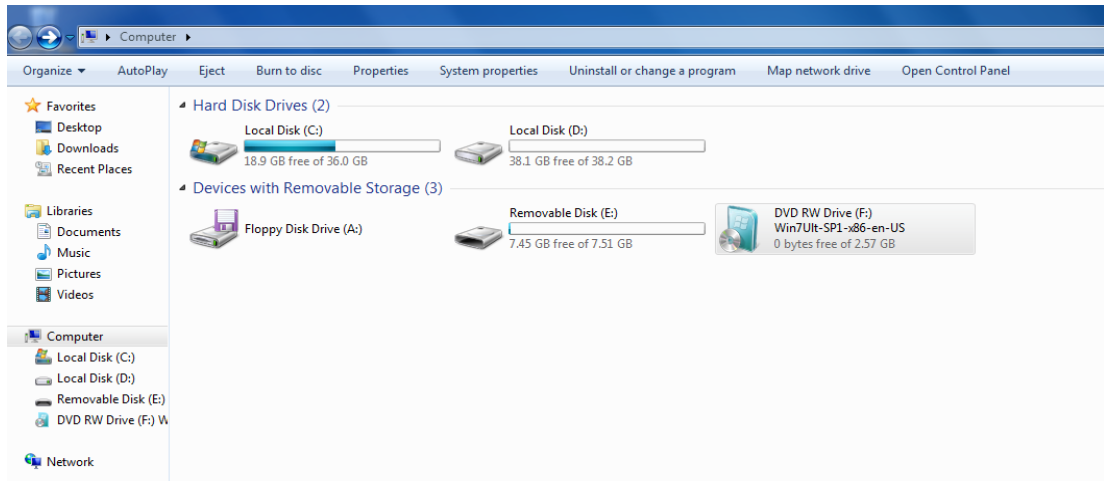 Computer
Organize AutoPlay Eject Burn to disc Properties System properties Uninstall or change a program Map network drive Open Control Panel
Favorites
Desktop
Downloads
Recent Places
Libraries
Documents
Music
Pictures
Videos
Computer
Local Disk (C:)
Local Disk (D:)
Removable Disk (E:)
DVD RW Drive (F:) W
Network
Hard Disk Drives (2)
Local Disk (C:)
18.9 GB free of 36.0 GB
Local Disk (D:)
38.1 GB free of 38.2 GB
Devices with Removable Storage (3)
Floppy Disk Drive (A:)
Removable Disk (E:)
7.45 GB free of 7.51 GB
DVD RW Drive (F:)
Win7Ult-SP1-x86-en-US
0 bytes free of 2.57 GB